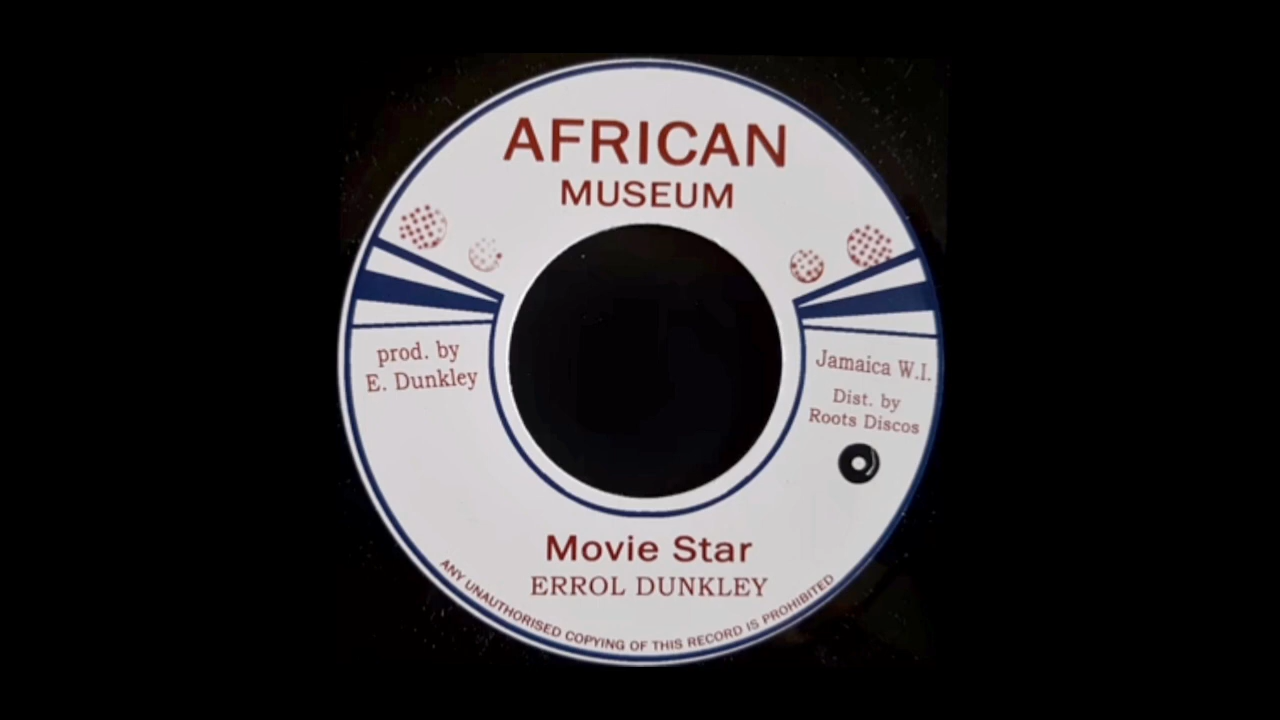 AFRICAN
MUSEUM
prod. by
E. Dunkley
Jamaica W.I.
Dist. by
Roots Discos
Movie Star
ERROL DUNKLEY
ANY UNAUTHORISED COPYING OF THIS RECORD IS PROHIBITED